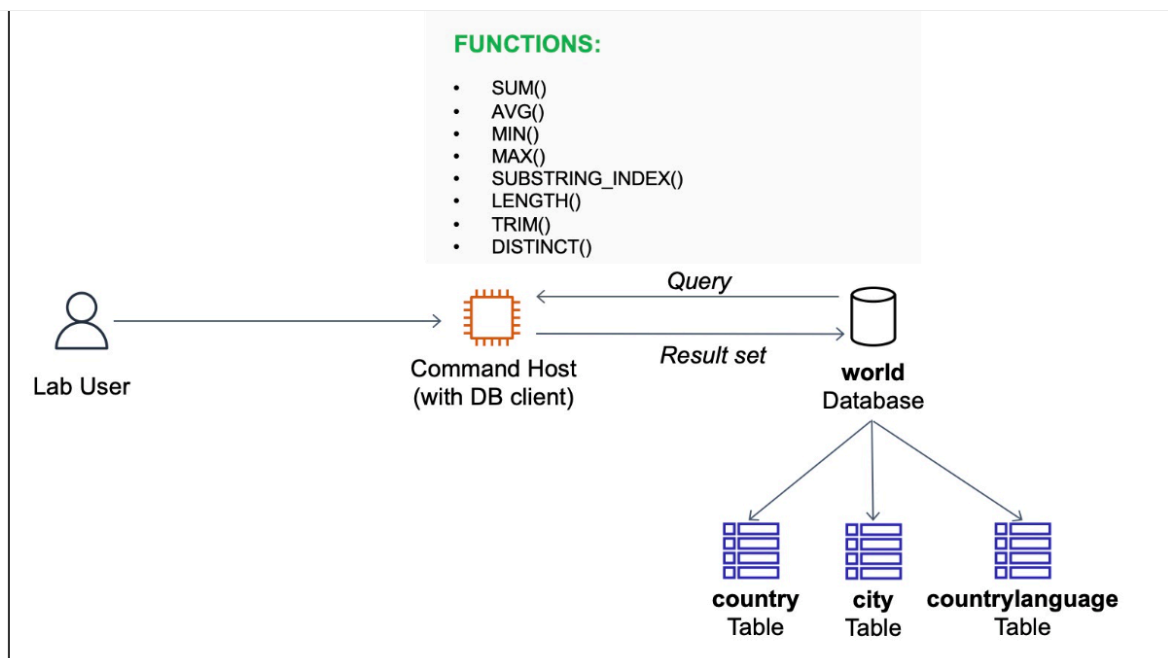 FUNCTIONS:
• SUM()
• AVG()
• MIN()
• MAX()
• SUBSTRING_INDEX()
• LENGTH()
• TRIM()
• DISTINCT()
Query
Result set
Lab User
Command Host
(with DB client)
world
Database
country
Table
city
Table
countrylanguage
Table